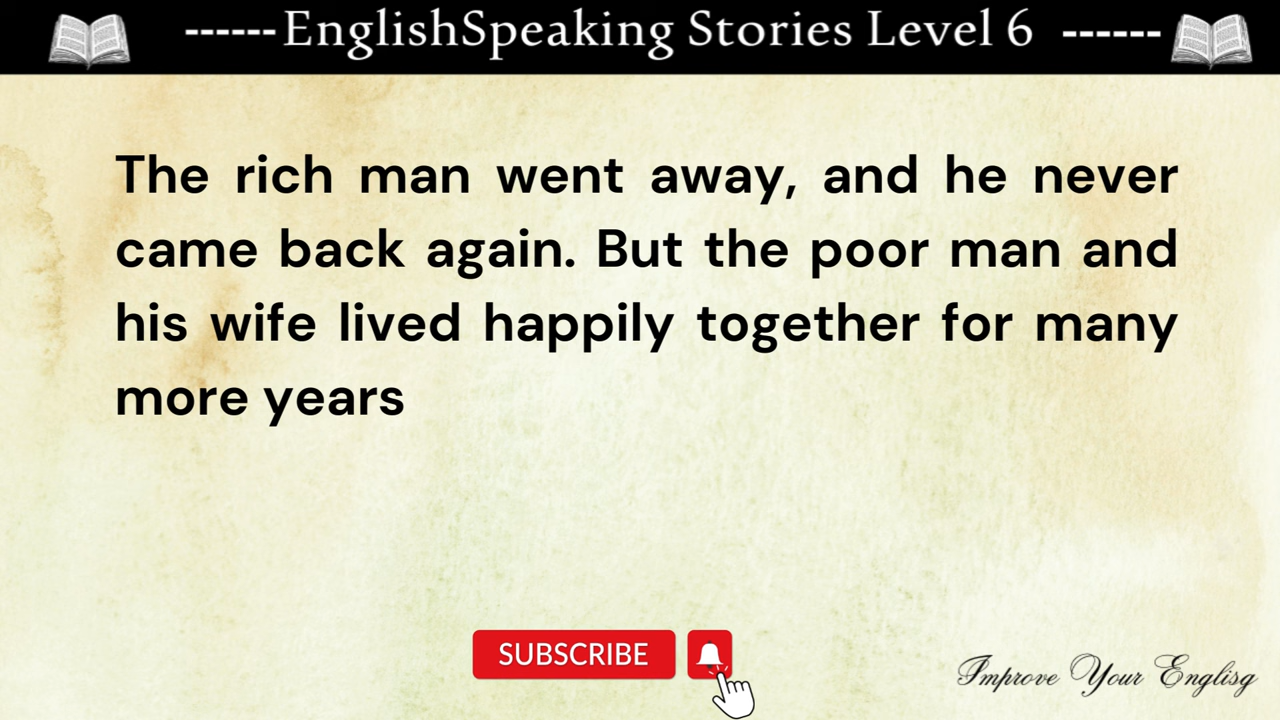 ------EnglishSpeaking Stories Level 6 ------
The rich man went away, and he never
came back again. But the poor man and
his wife lived happily together for many
more years
SUBSCRIBE
Improve Your Englisg